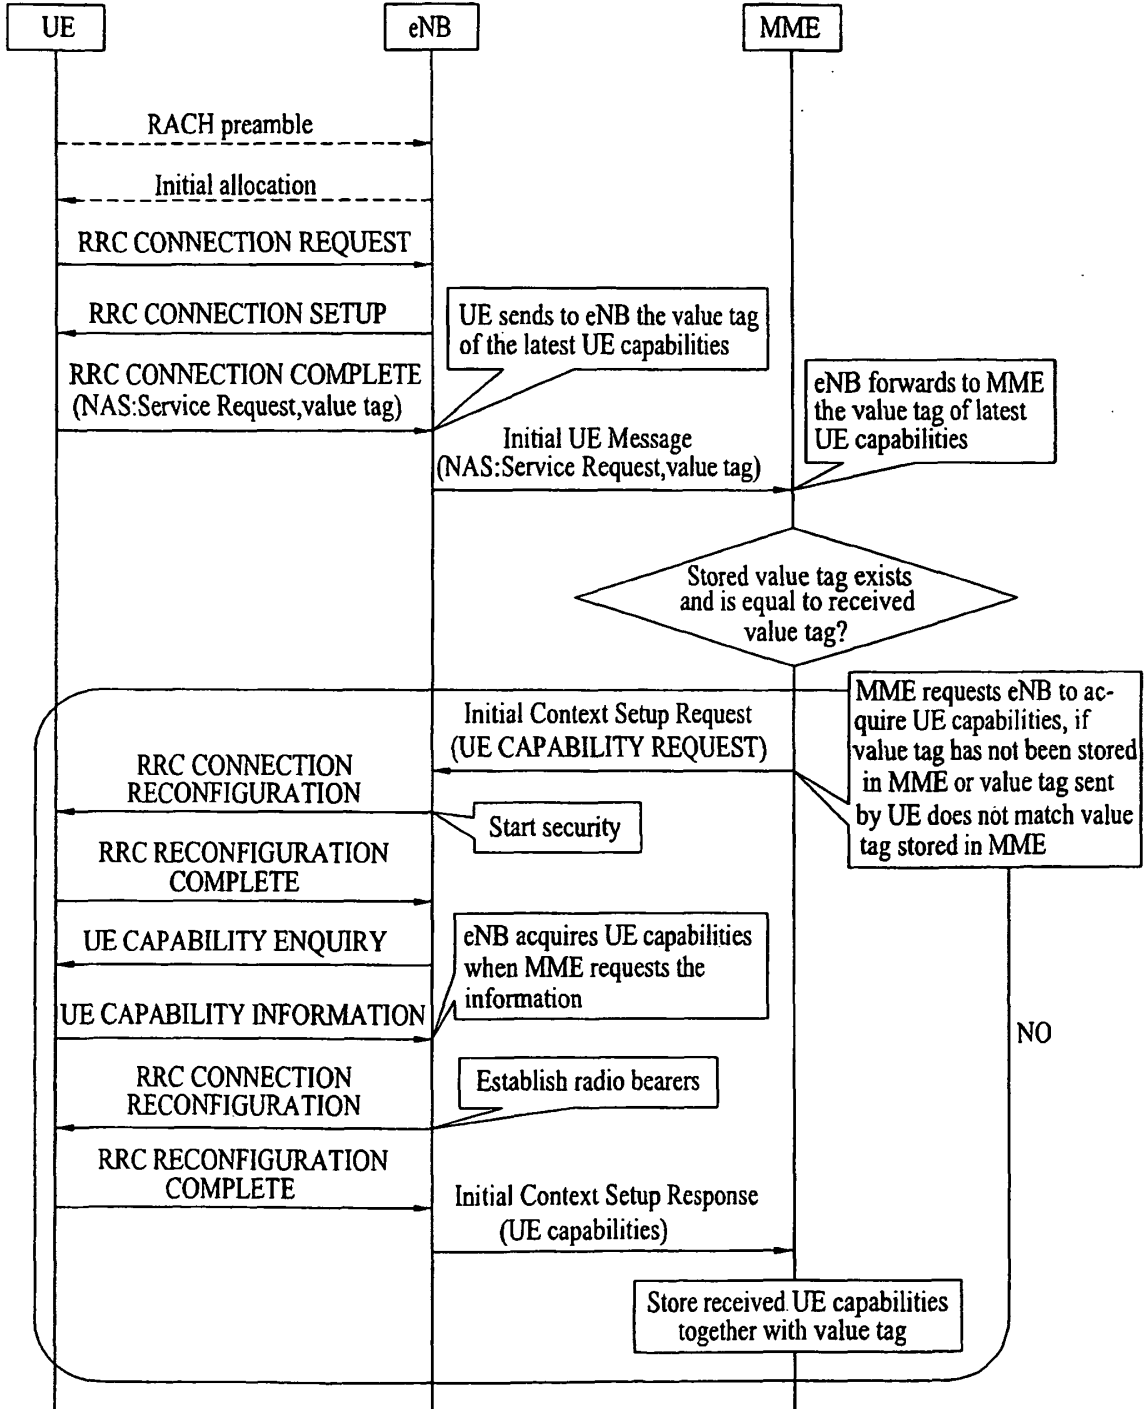 UE
eNB
MME
RACH preamble
Initial allocation
RRC CONNECTION REQUEST
RRC CONNECTION SETUP
UE sends to eNB the value tag
of the latest UE capabilities
RRC CONNECTION COMPLETE
(NAS:Service Request,value tag)
eNB forwards to MME
the value tag of latest
UE capabilities
Initial UE Message
(NAS:Service Request,value tag)
Stored value tag exists
and is equal to received
value tag?
MME requests eNB to ac-
quire UE capabilities, if
value tag has not been stored
in MME or value tag sent
by UE does not match value
tag stored in MME
Initial Context Setup Request
(UE CAPABILITY REQUEST)
RRC CONNECTION
RECONFIGURATION
Start security
RRC RECONFIGURATION
COMPLETE
UE CAPABILITY ENQUIRY
eNB acquires UE capabilities
when MME requests the
information
UE CAPABILITY INFORMATION
NO
RRC CONNECTION
RECONFIGURATION
Establish radio bearers
RRC RECONFIGURATION
COMPLETE
Initial Context Setup Response
(UE capabilities)
Store received UE capabilities
together with value tag